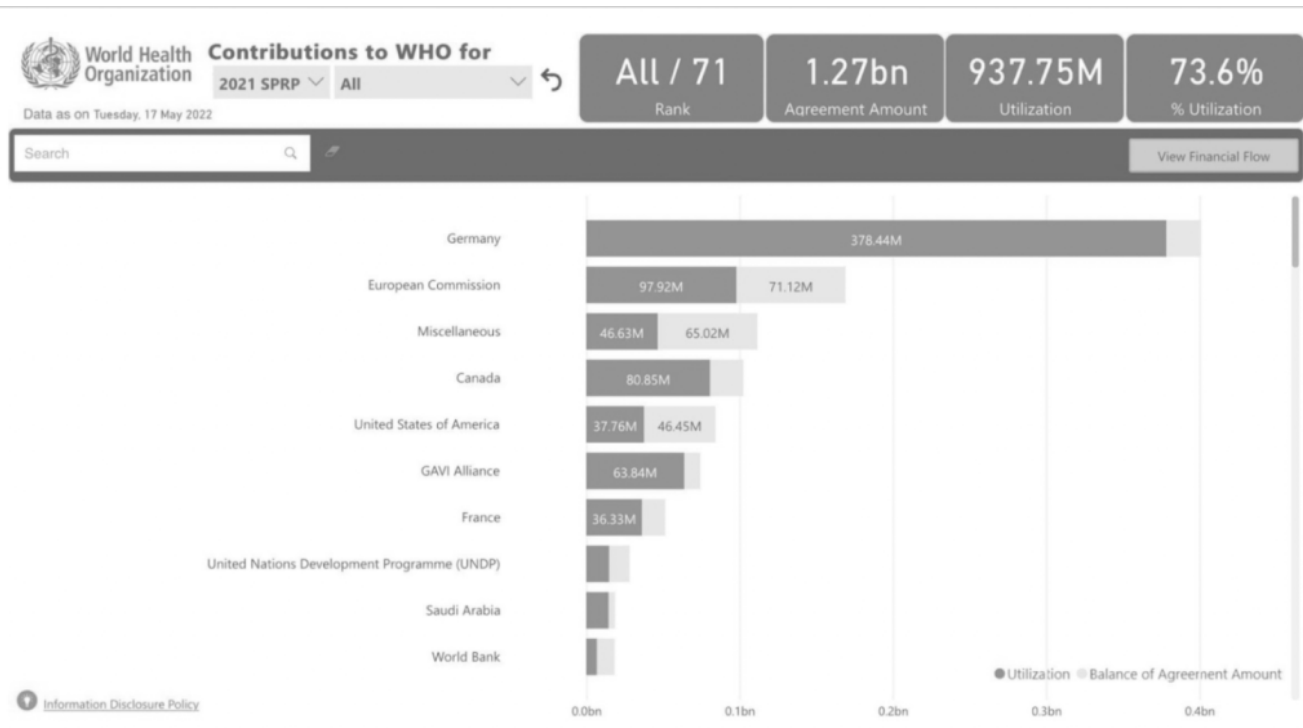 World Health
Organization
Contributions to WHO for
2021 SPRP
All
Data as on Tuesday, 17 May 2022
All / 71
Rank
1.27bn
Agreement Amount
937.75M
Utilization
73.6%
% Utilization
Search
View Financial Flow
Germany
378.44M
European Commission
97.92M
71.12M
Miscellaneous
46.63M
65.02M
Canada
80.85M
United States of America
37.76M
46.45M
GAVI Alliance
63.84M
France
36.33M
United Nations Development Programme (UNDP)
Saudi Arabia
World Bank
Utilization
Balance of Agreement Amount
Information Disclosure Policy
0.0bn
0.1bn
0.2bn
0.3bn
0.4bn